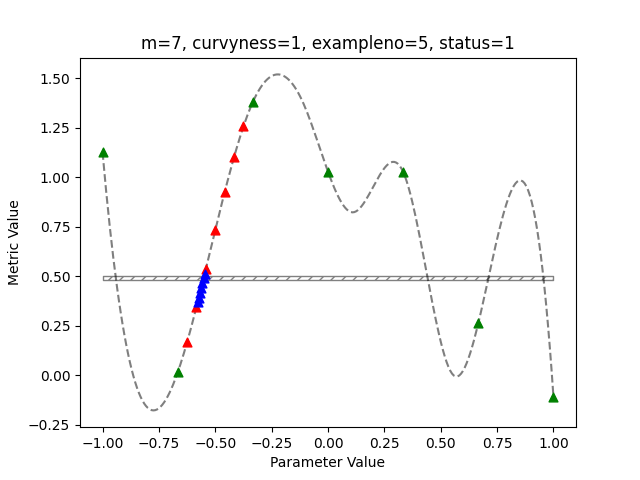 m=7, curvyness=1, exampleno=5, status=1
Metric Value
1.50
1.25
1.00
0.75
0.50
0.25
0.00
−0.25
−1.00 −0.75 −0.50 −0.25 0.00 0.25 0.50 0.75 1.00
Parameter Value